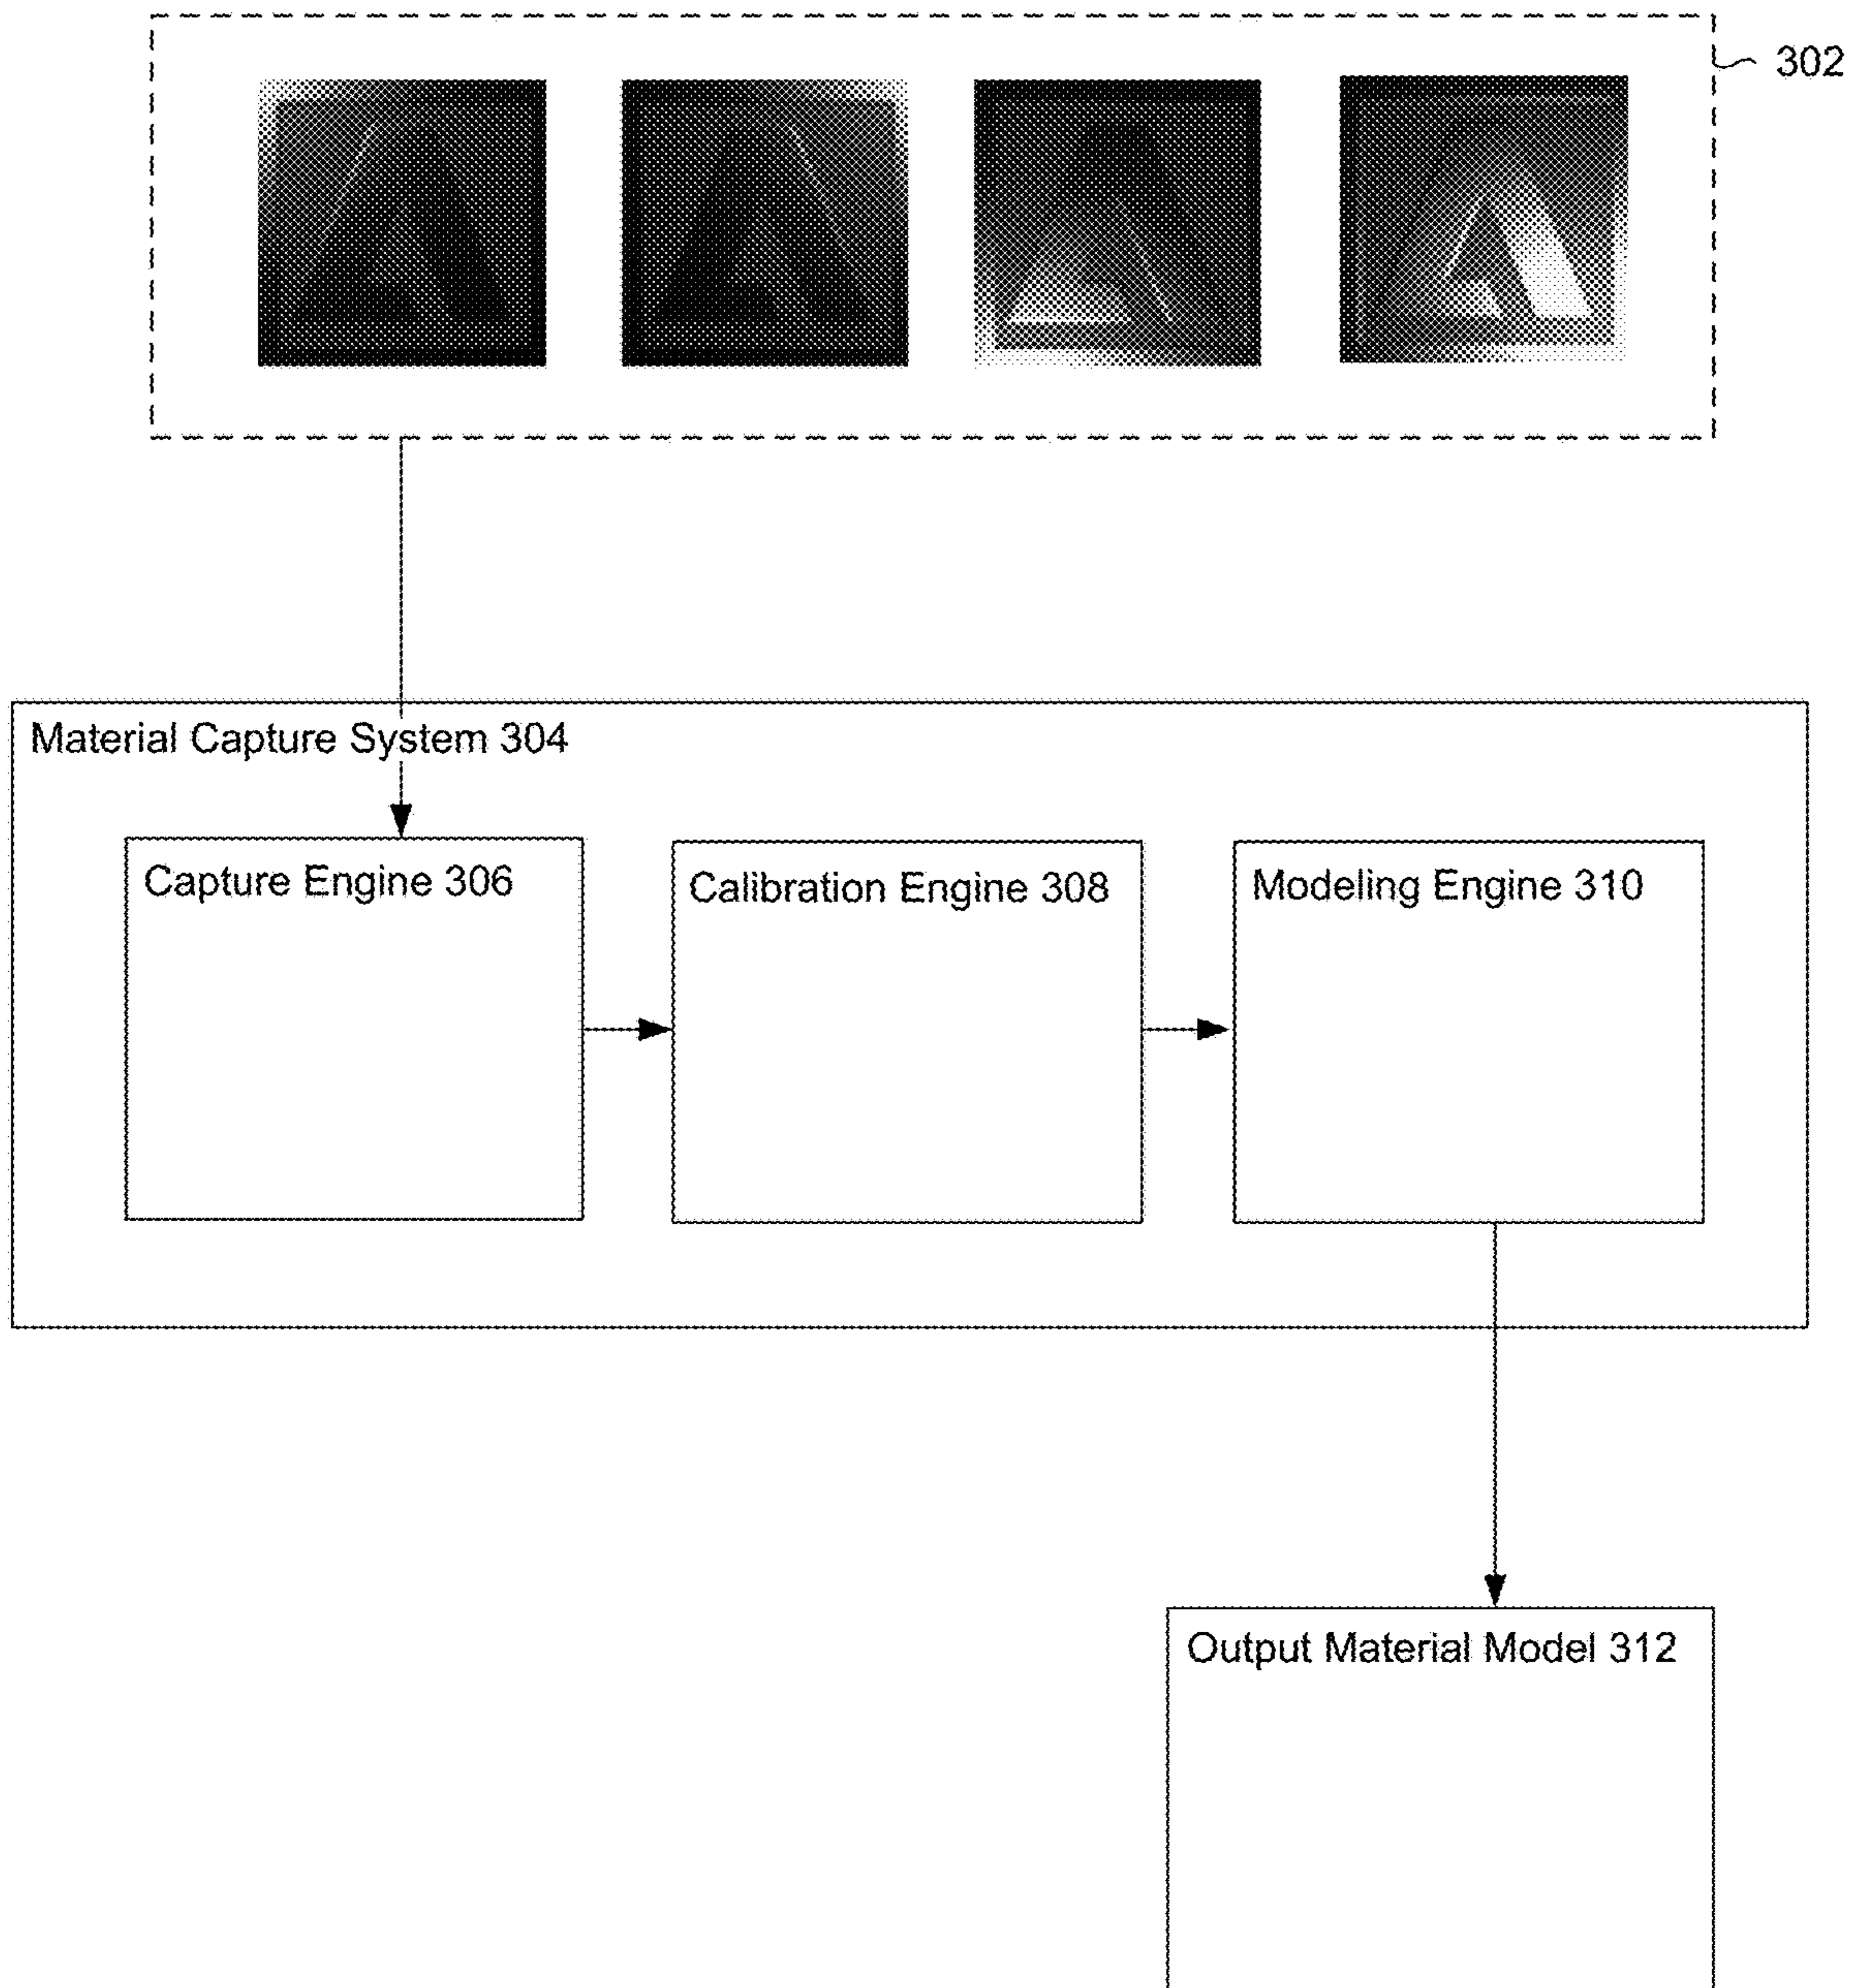 302
Material Capture System 304
Capture Engine 306
Calibration Engine 308
Modeling Engine 310
Output Material Model 312